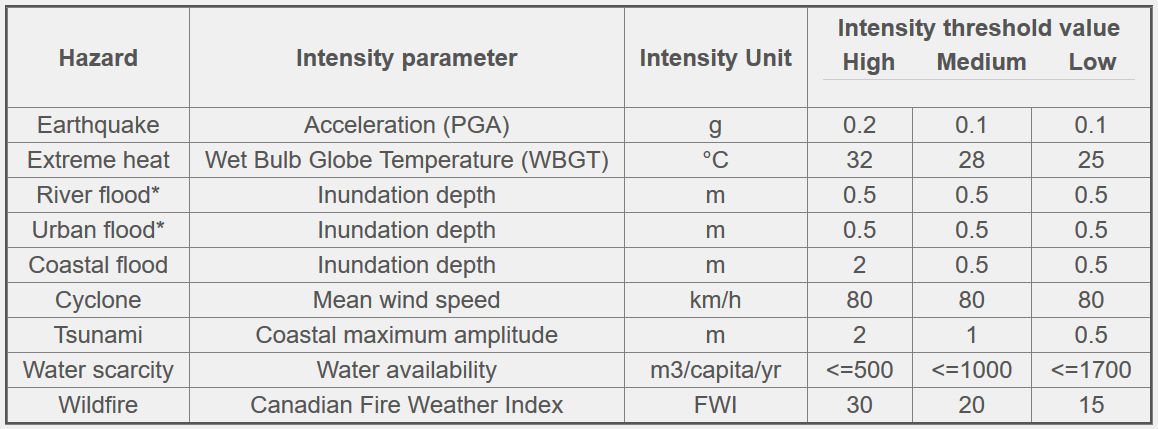 Hazard Intensity parameter Intensity Unit Intensity threshold value
High Medium Low
Earthquake Acceleration (PGA) g 0.2 0.1 0.1
Extreme heat Wet Bulb Globe Temperature (WBGT) °C 32 28 25
River flood* Inundation depth m 0.5 0.5 0.5
Urban flood* Inundation depth m 0.5 0.5 0.5
Coastal flood Inundation depth m 2 0.5 0.5
Cyclone Mean wind speed km/h 80 80 80
Tsunami Coastal maximum amplitude m 2 1 0.5
Water scarcity Water availability m3/capita/yr <=500 <=1000 <=1700
Wildfire Canadian Fire Weather Index FWI 30 20 15